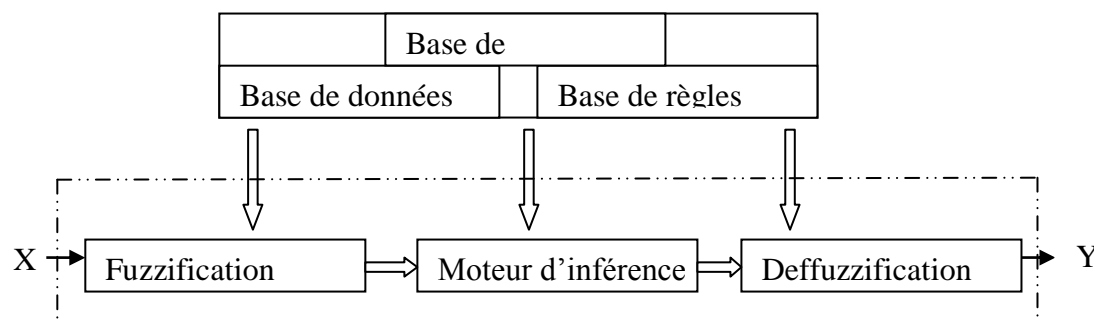 Base de
Base de données Base de règles
X Fuzzification Moteur d’inférence Deffuzzification Y